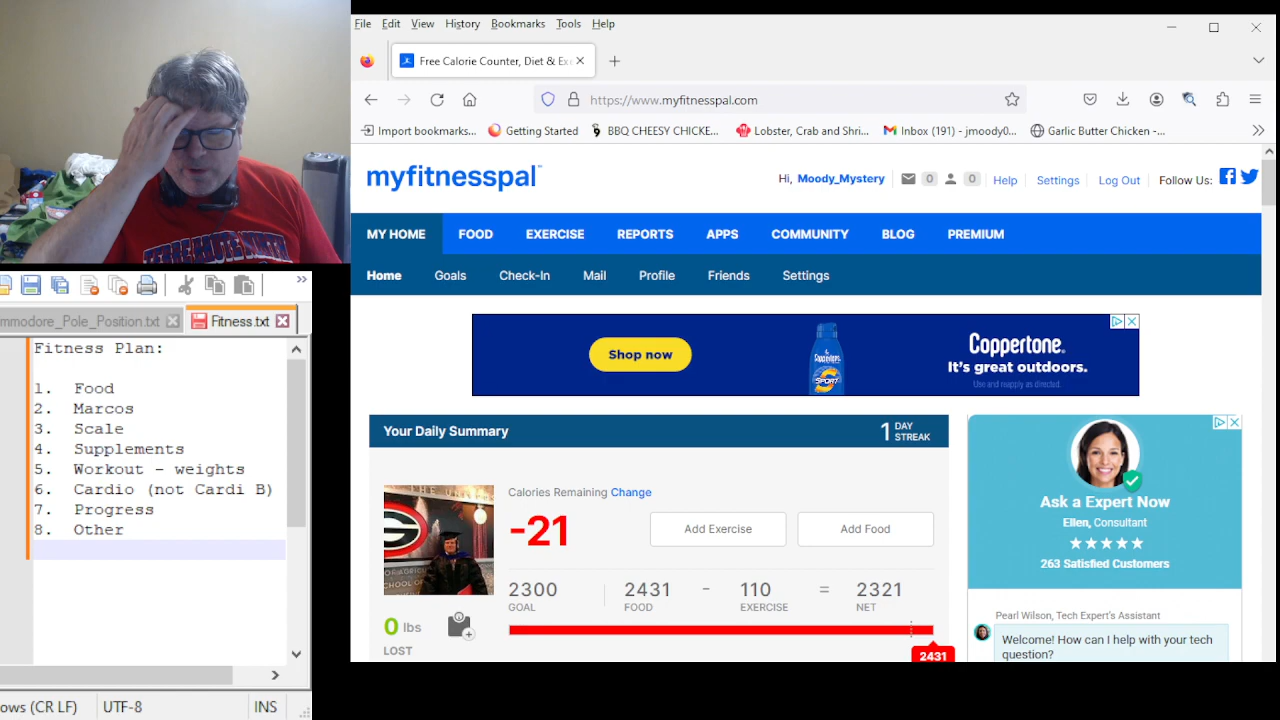 File Edit View History Bookmarks Tools Help
Free Calorie Counter, Diet & Ex
https://www.myfitnesspal.com
Import bookmarks... Getting Started BBQ CHEESY CHICKE... Lobster, Crab and Shri... Inbox (191) - jmoody0... Garlic Butter Chicken -...
myfitnesspal
Hi, Moody_Mystery 0 0 Help Settings Log Out Follow Us:
MY HOME FOOD EXERCISE REPORTS APPS COMMUNITY BLOG PREMIUM
Home Goals Check-In Mail Profile Friends Settings
Shop now
Coppertone
SPORT
Coppertone.
It's great outdoors.
Use and reapply as directed.
Your Daily Summary
1 DAY
STREAK
Calories Remaining Change
-21
Add Exercise Add Food
2300 2431 - 110 = 2321
GOAL FOOD EXERCISE NET
0 lbs
LOST
2431
Ask a Expert Now
Ellen, Consultant
263 Satisfied Customers
Pearl Wilson, Tech Expert's Assistant
Welcome! How can I help with your tech
question?
mmodore_Pole_Position.txt Fitness.txt
Fitness Plan:
1. Food
2. Marcos
3. Scale
4. Supplements
5. Workout - weights
6. Cardio (not Cardi B)
7. Progress
8. Other
ows (CR LF) UTF-8 INS